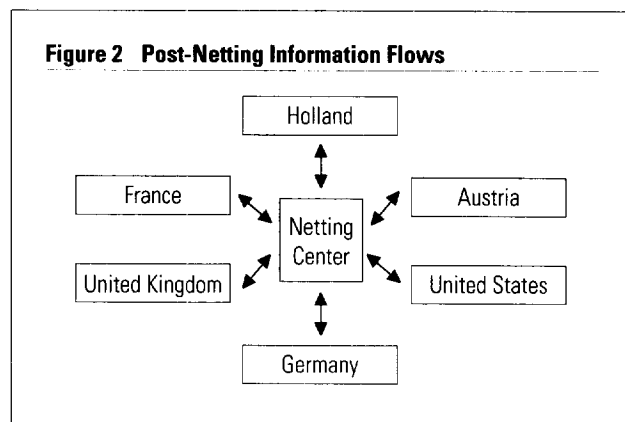 Figure 2 Post-Netting Information Flows
Holland
France
Austria
Netting
Center
United Kingdom
United States
Germany